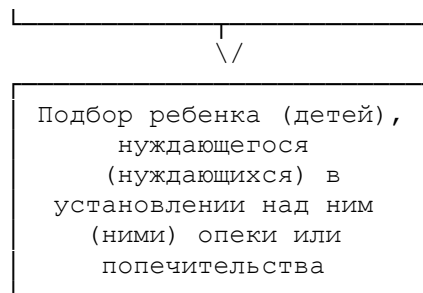 \/
Подбор ребенка (детей),
нуждающегося
(нуждающихся) в
установлении над ним
(ними) опеки или
попечительства